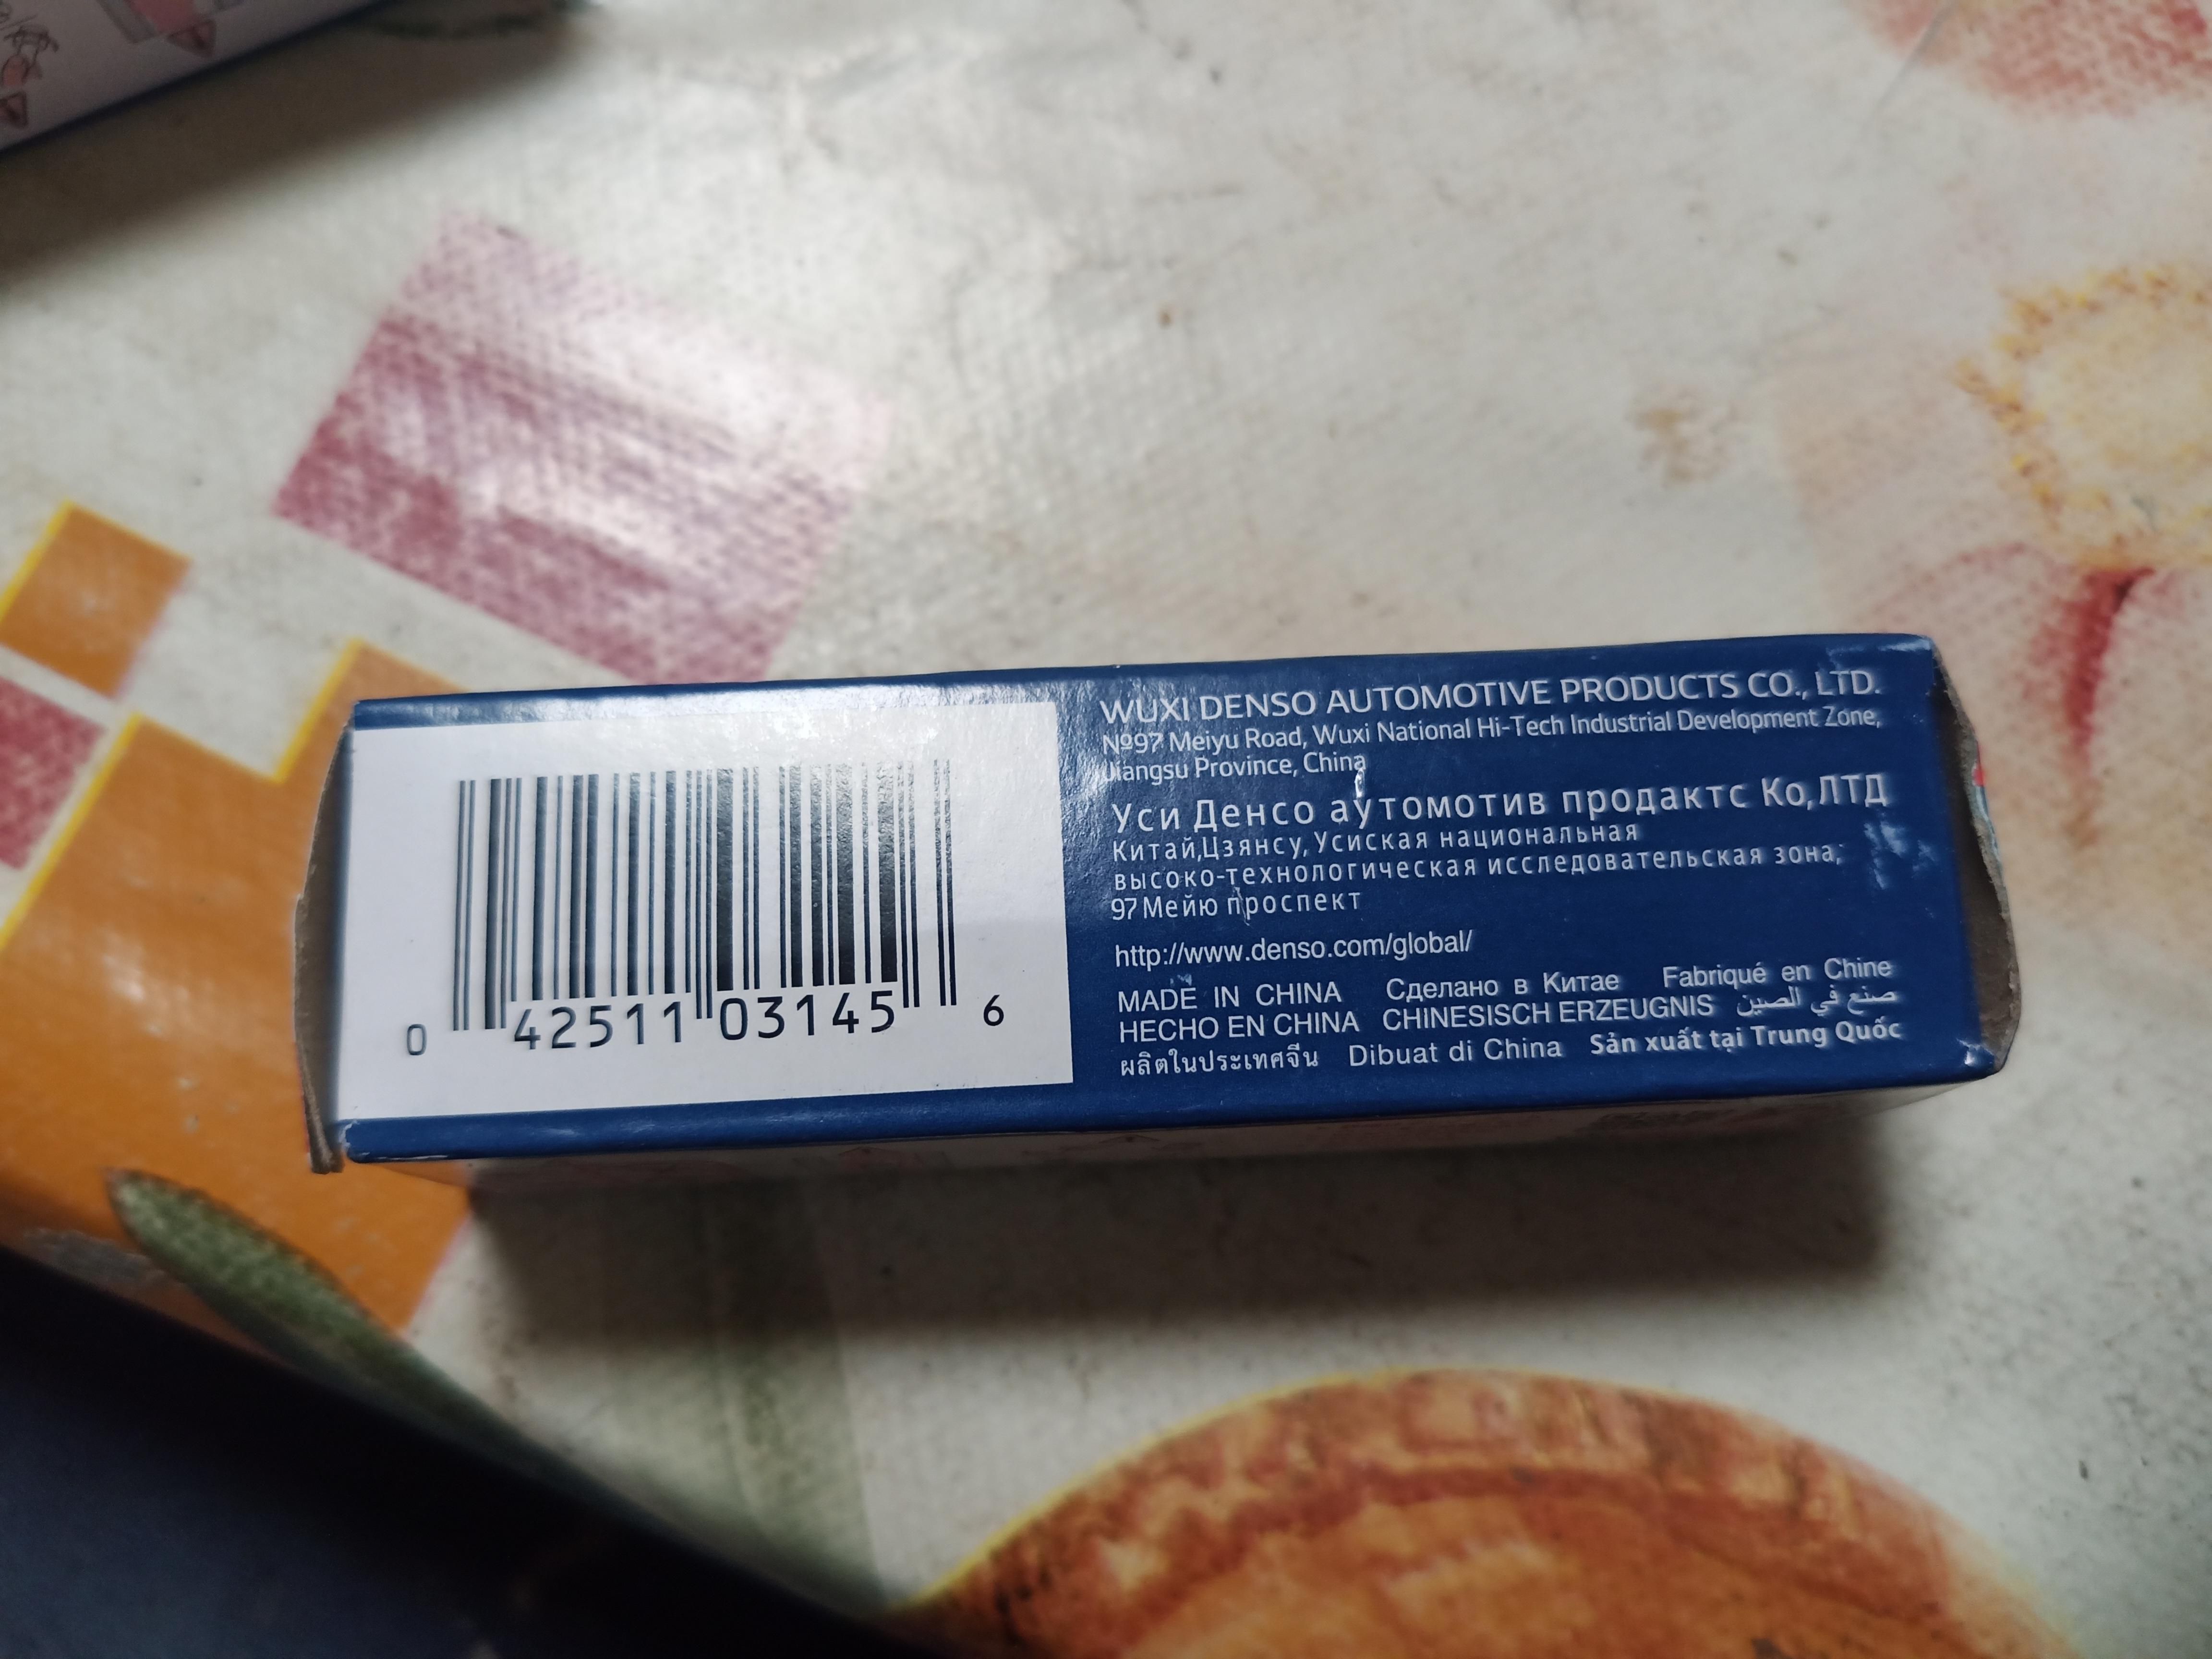 0 42511 03145 6
WUXI DENSO AUTOMOTIVE PRODUCTS CO., LTD.
№97 Meiyu Road, Wuxi National Hi-Tech Industrial Development Zone,
Jiangsu Province, China
Уси Денсо аутомотив продактс Ко,ЛТД
Китай,Цзянсу,Усиская национальная
высоко-технологическая исследовательская зона,
97 Мейю проспект
http://www.denso.com/global/
MADE IN CHINA Сделано в Китае Fabriqué en Chine
HECHO EN CHINA CHINESISCH ERZEUGNIS صنع في الصين
ผลิตในประเทศจีน Dibuat di China Sản xuất tại Trung Quốc